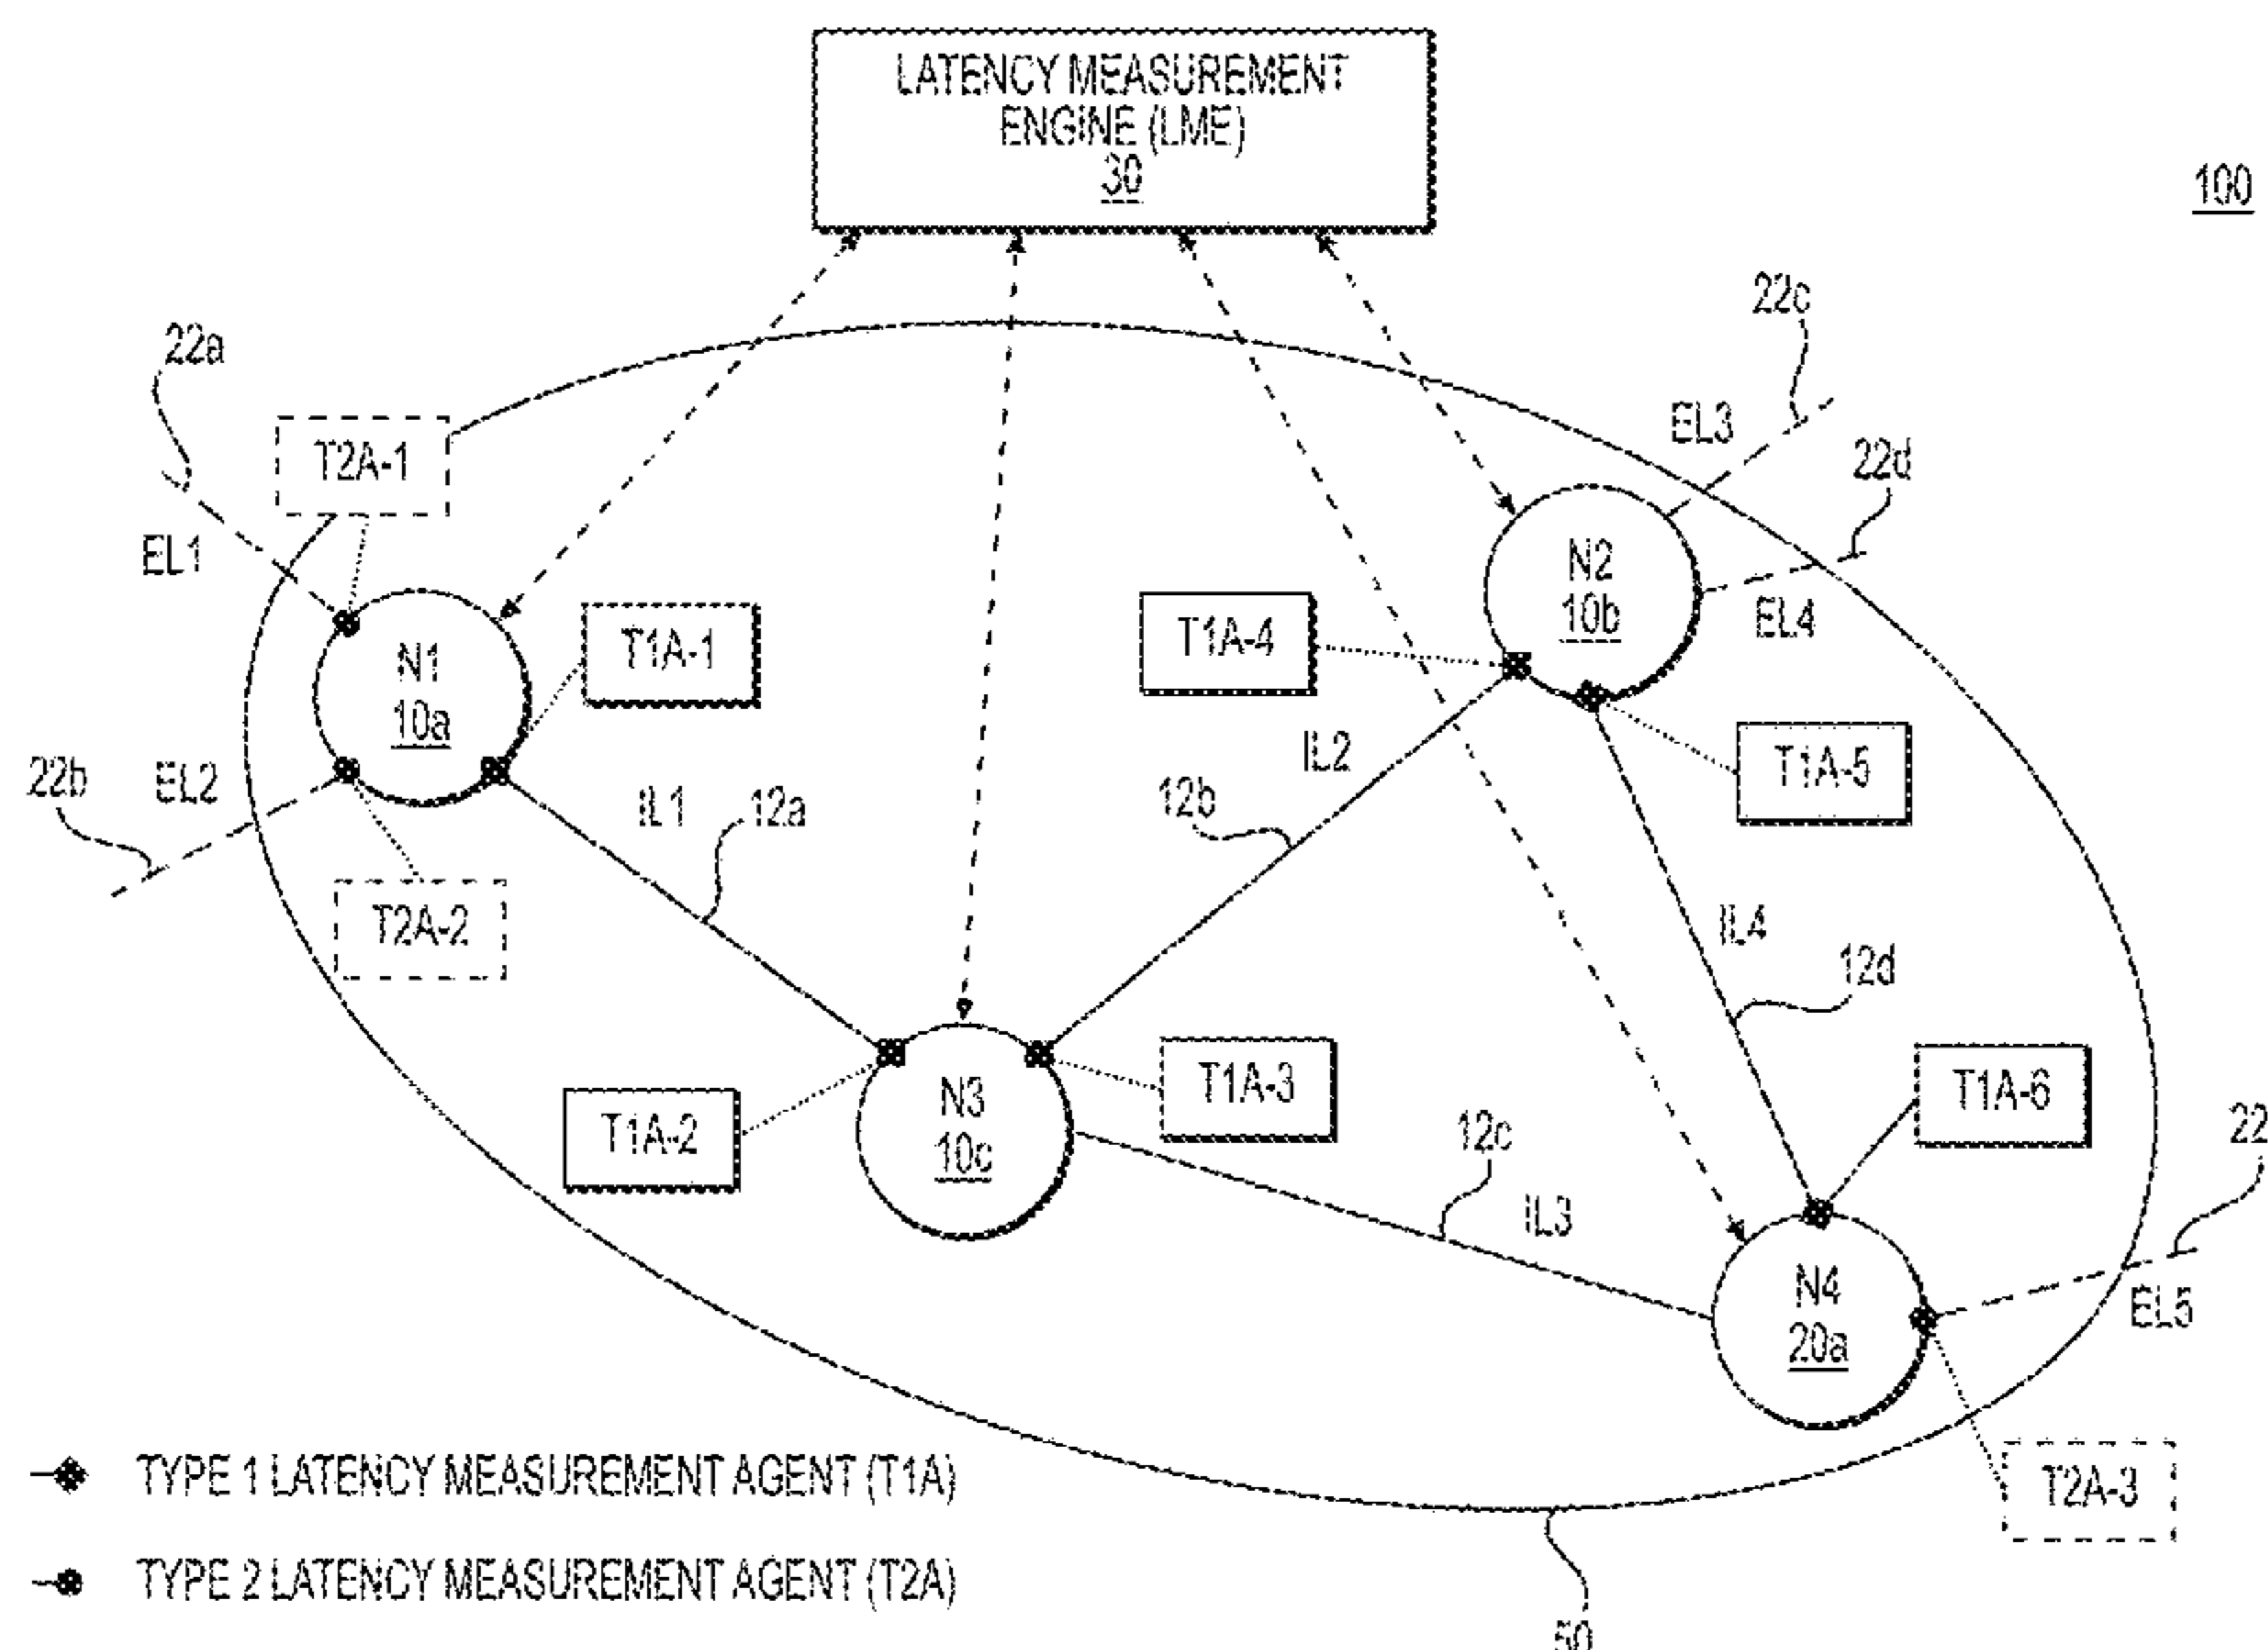 LATENCY MEASUREMENT
ENGINE (LME)
30
100
22a
22c
EL3
22d
T2A-1
EL1
N2
10b
T1A-4
T1A-1
EL4
N1
10a
IL2
T1A-5
22b
EL2
IL1
12a
12b
T2A-2
IL4
12d
T1A-3
T1A-6
N3
10c
T1A-2
12c
22
IL3
N4
20a
EL5
TYPE 1 LATENCY MEASUREMENT AGENT (T1A)
T2A-3
TYPE 2 LATENCY MEASUREMENT AGENT (T2A)